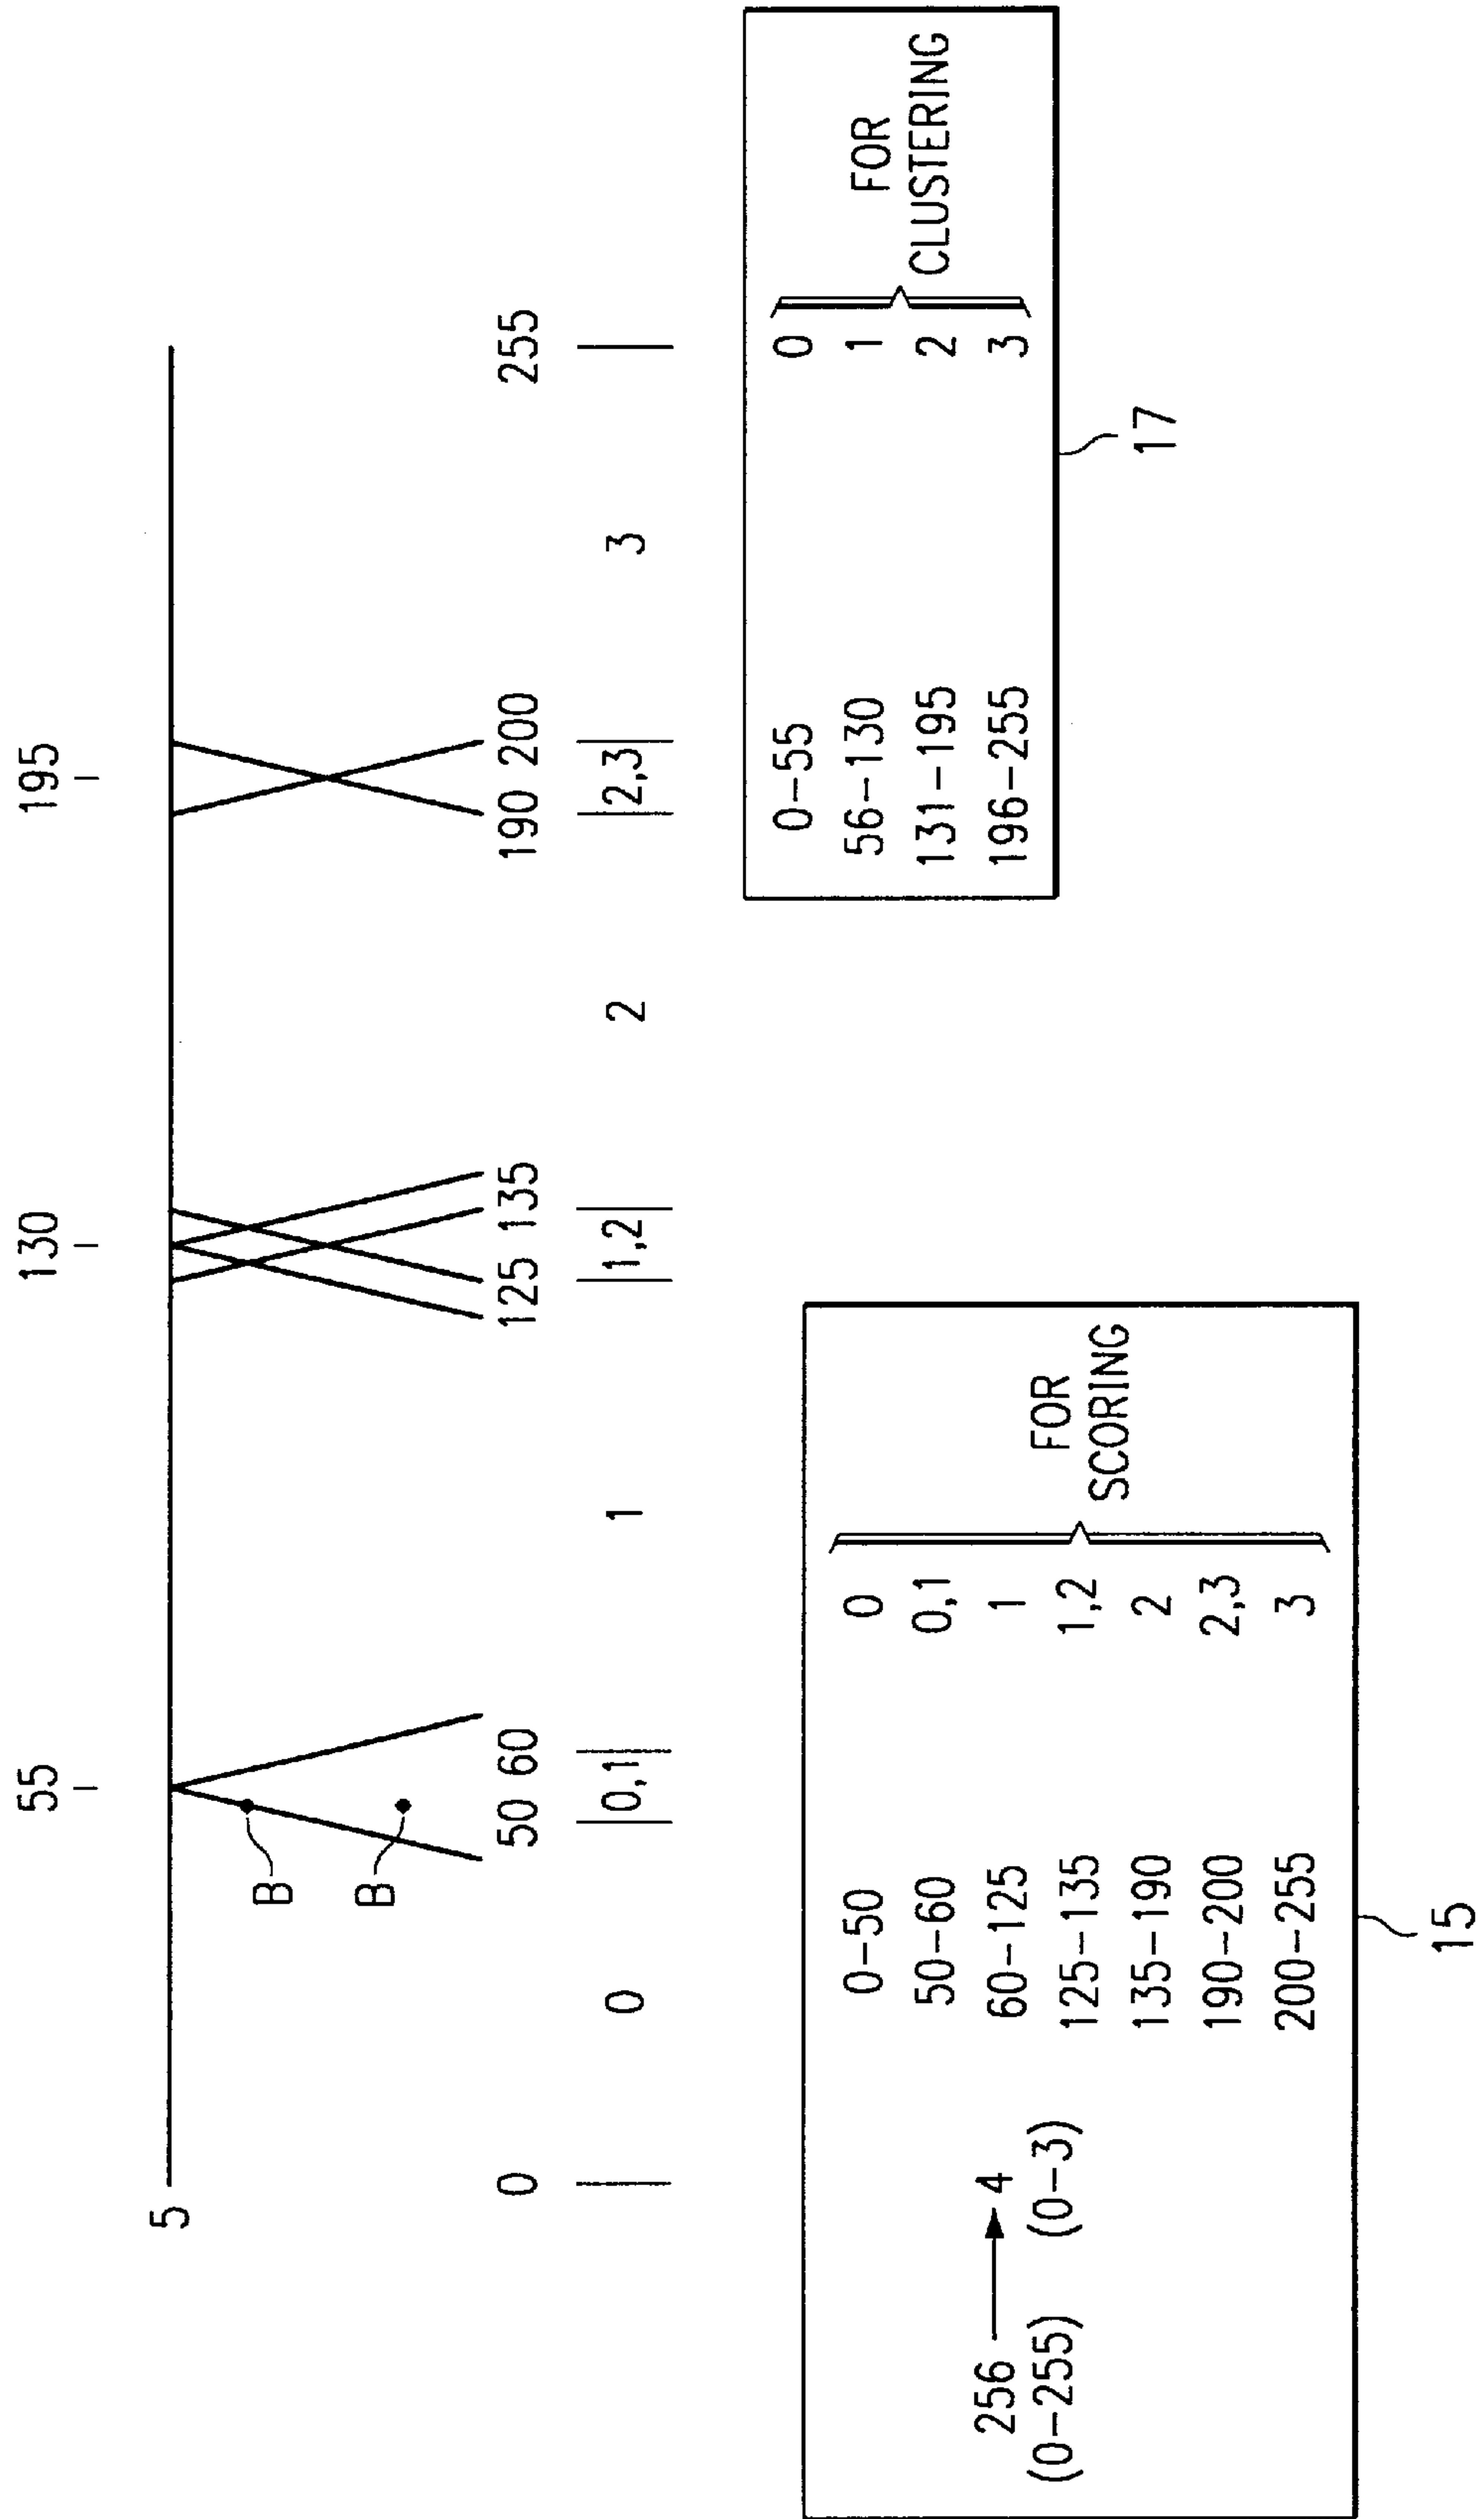 55 130 195
5
B
B
0 50 60 125 135 190 200 255
0 0,1 1 1,2 2 2,3 3
0–55 0
56–130 1
131–195 2
196–255 3
FOR
CLUSTERING
17
256 4
(0–255) (0–3)
0–50 0
50–60 0,1
60–125 1
125–135 1,2
135–190 2
190–200 2,3
200–255 3
FOR
SCORING
15